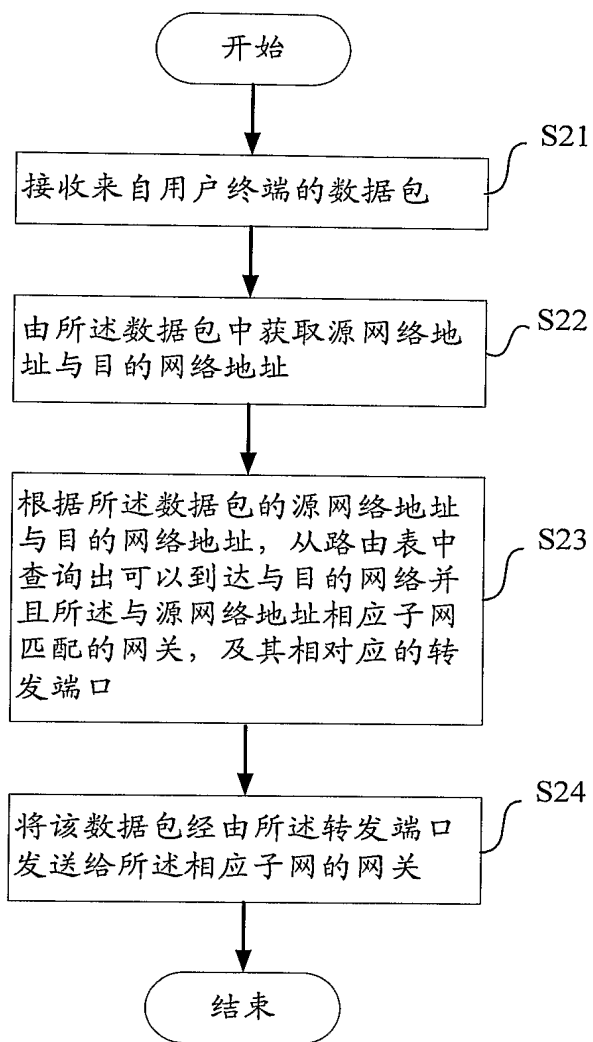 开始
S21
接收来自用户终端的数据包
S22
由所述数据包中获取源网络地
址与目的网络地址
S23
根据所述数据包的源网络地址
与目的网络地址，从路由表中
查询出可以到达与目的网络并
且所述与源网络地址相应子网
匹配的网关，及其相对应的转
发端口
S24
将该数据包经由所述转发端口
发送给所述相应子网的网关
结束